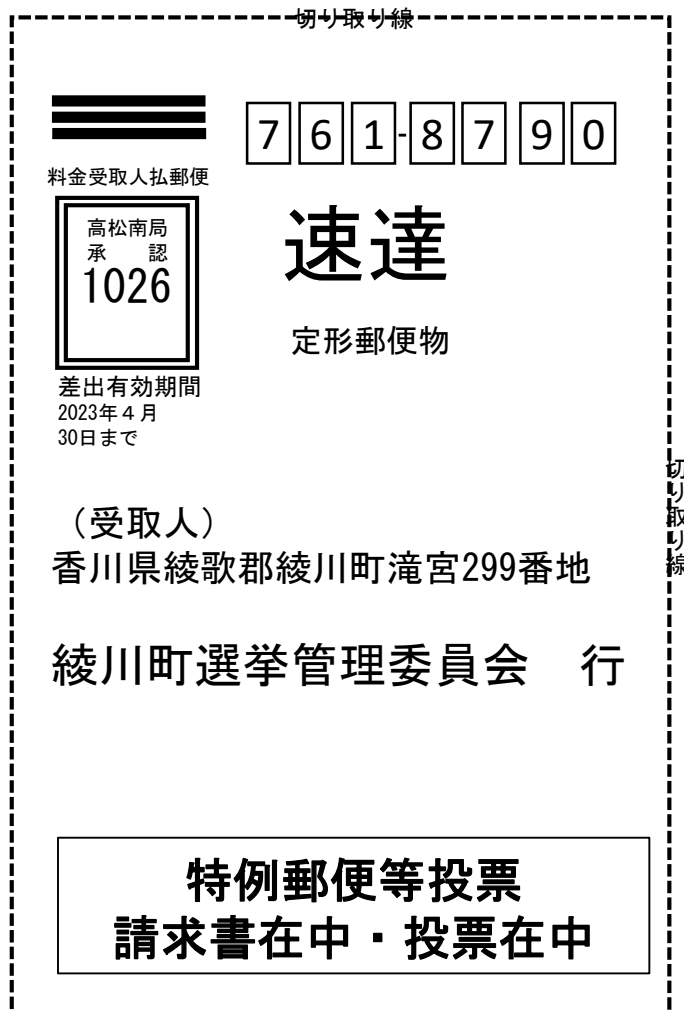 切り取り線
761-8790
料金受取人払郵便
高松南局
承　認
1026
速達
定形郵便物
差出有効期間
2023年４月
30日まで
切り取り線
（受取人）
香川県綾歌郡綾川町滝宮299番地
綾川町選挙管理委員会　行
特例郵便等投票
請求書在中・投票在中